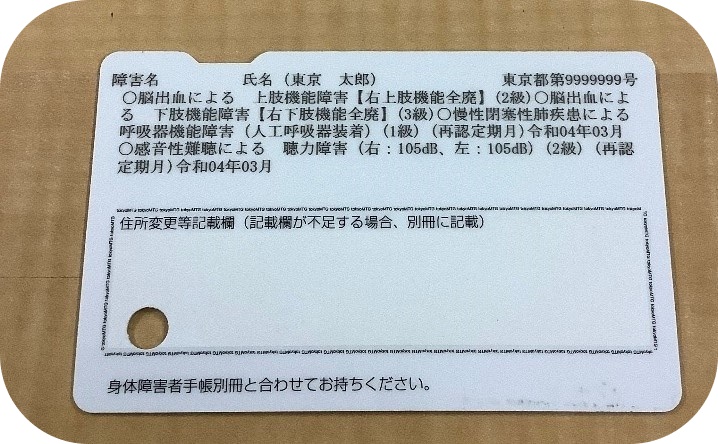 障害名　氏名（東京　太郎）　東京都第9999999号
○脳出血による　上肢機能障害【右上肢機能全廃】(2級)○脳出血によ
る　下肢機能障害【右下肢機能全廃】(3級)○慢性閉塞性肺疾患による
呼吸器機能障害（人工呼吸器装着）(1級)（再認定期月)令和04年03月
○感音性難聴による　聴力障害（右：105dB、左：105dB）(2級)（再認
定期月)令和04年03月
住所変更等記載欄（記載欄が不足する場合、別冊に記載）
身体障害者手帳別冊と合わせてお持ちください。